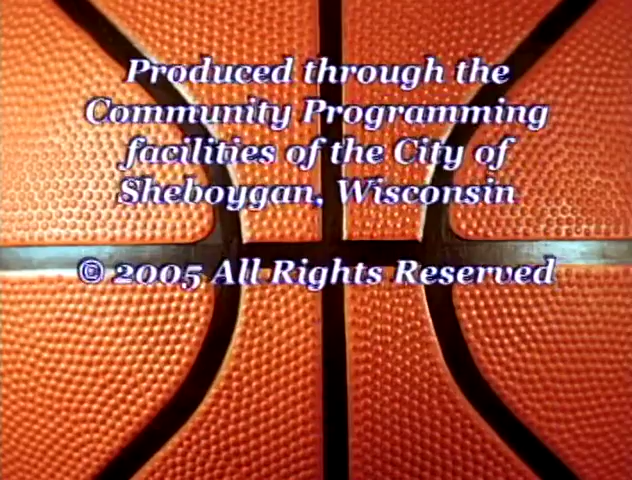 Produced through the
Community Programming
facilities of the City of
Sheboygan, Wisconsin
© 2005 All Rights Reserved